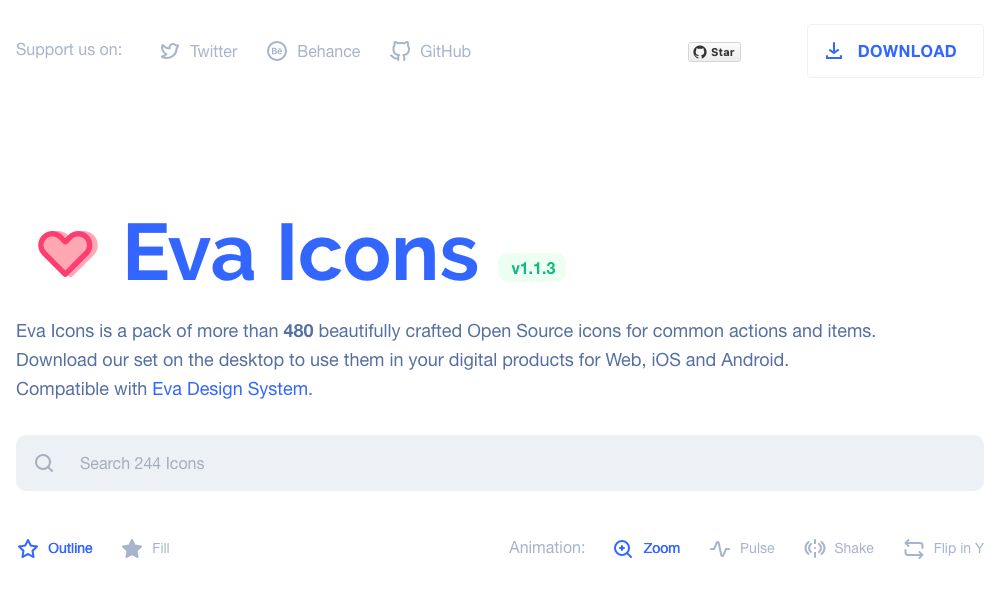 Support us on: Twitter Behance GitHub Star DOWNLOAD
Eva Icons v1.1.3
Eva Icons is a pack of more than 480 beautifully crafted Open Source icons for common actions and items.
Download our set on the desktop to use them in your digital products for Web, iOS and Android.
Compatible with Eva Design System.
Search 244 Icons
Outline Fill Animation: Zoom Pulse Shake Flip in Y